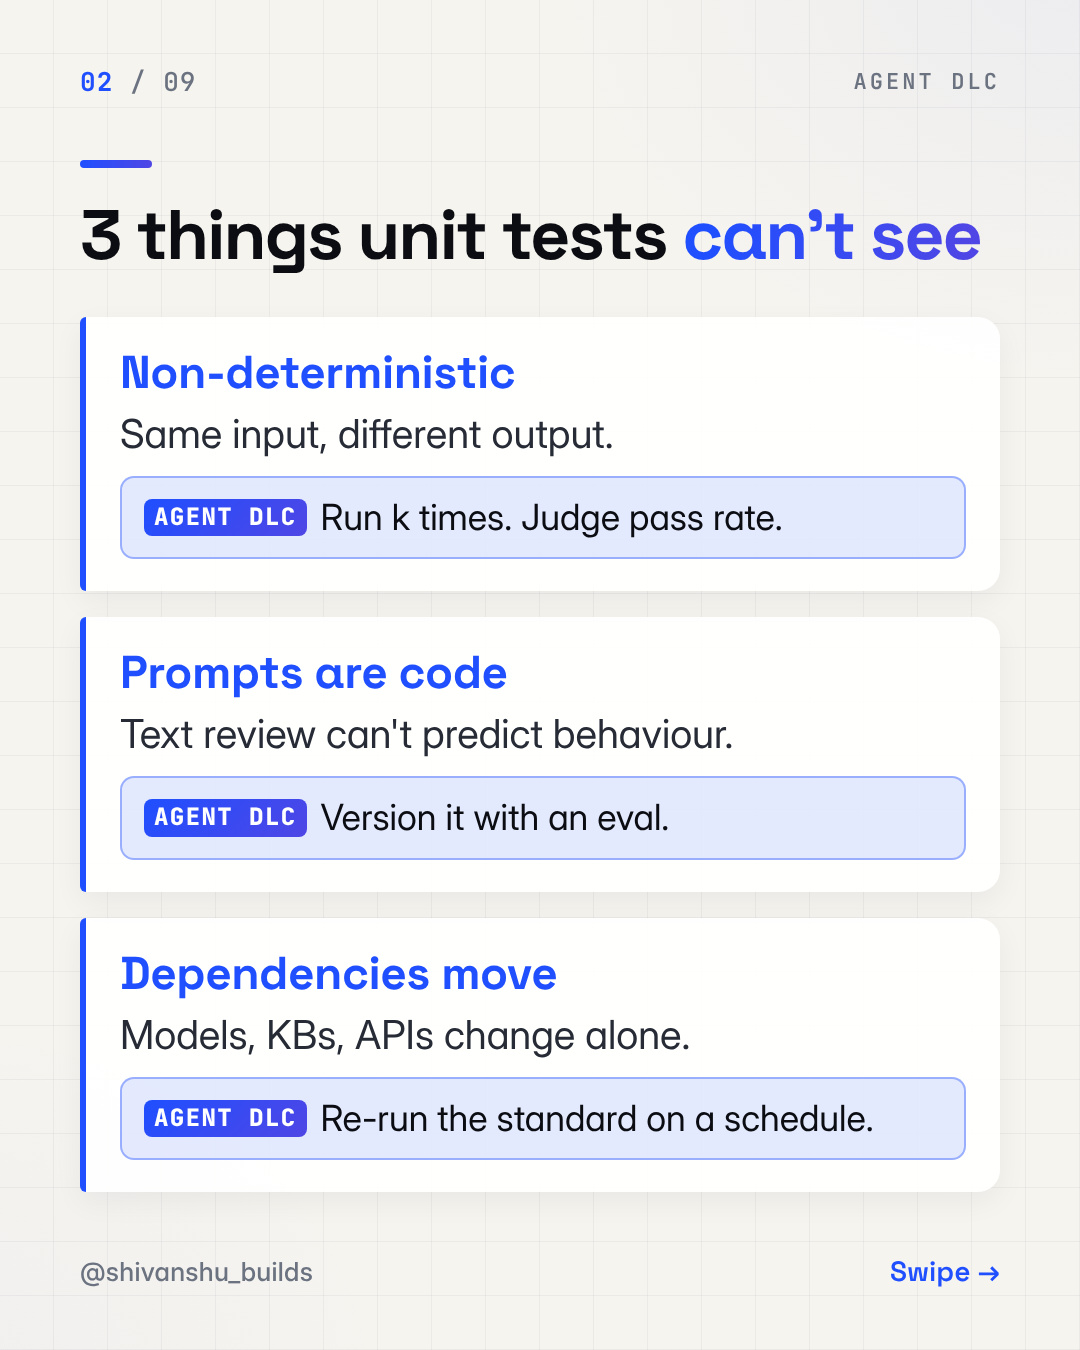 02 / 09
AGENT DLC
3 things unit tests can’t see
Non-deterministic
Same input, different output.
AGENT DLC Run k times. Judge pass rate.
Prompts are code
Text review can't predict behaviour.
AGENT DLC Version it with an eval.
Dependencies move
Models, KBs, APIs change alone.
AGENT DLC Re-run the standard on a schedule.
@shivanshu_builds
Swipe →